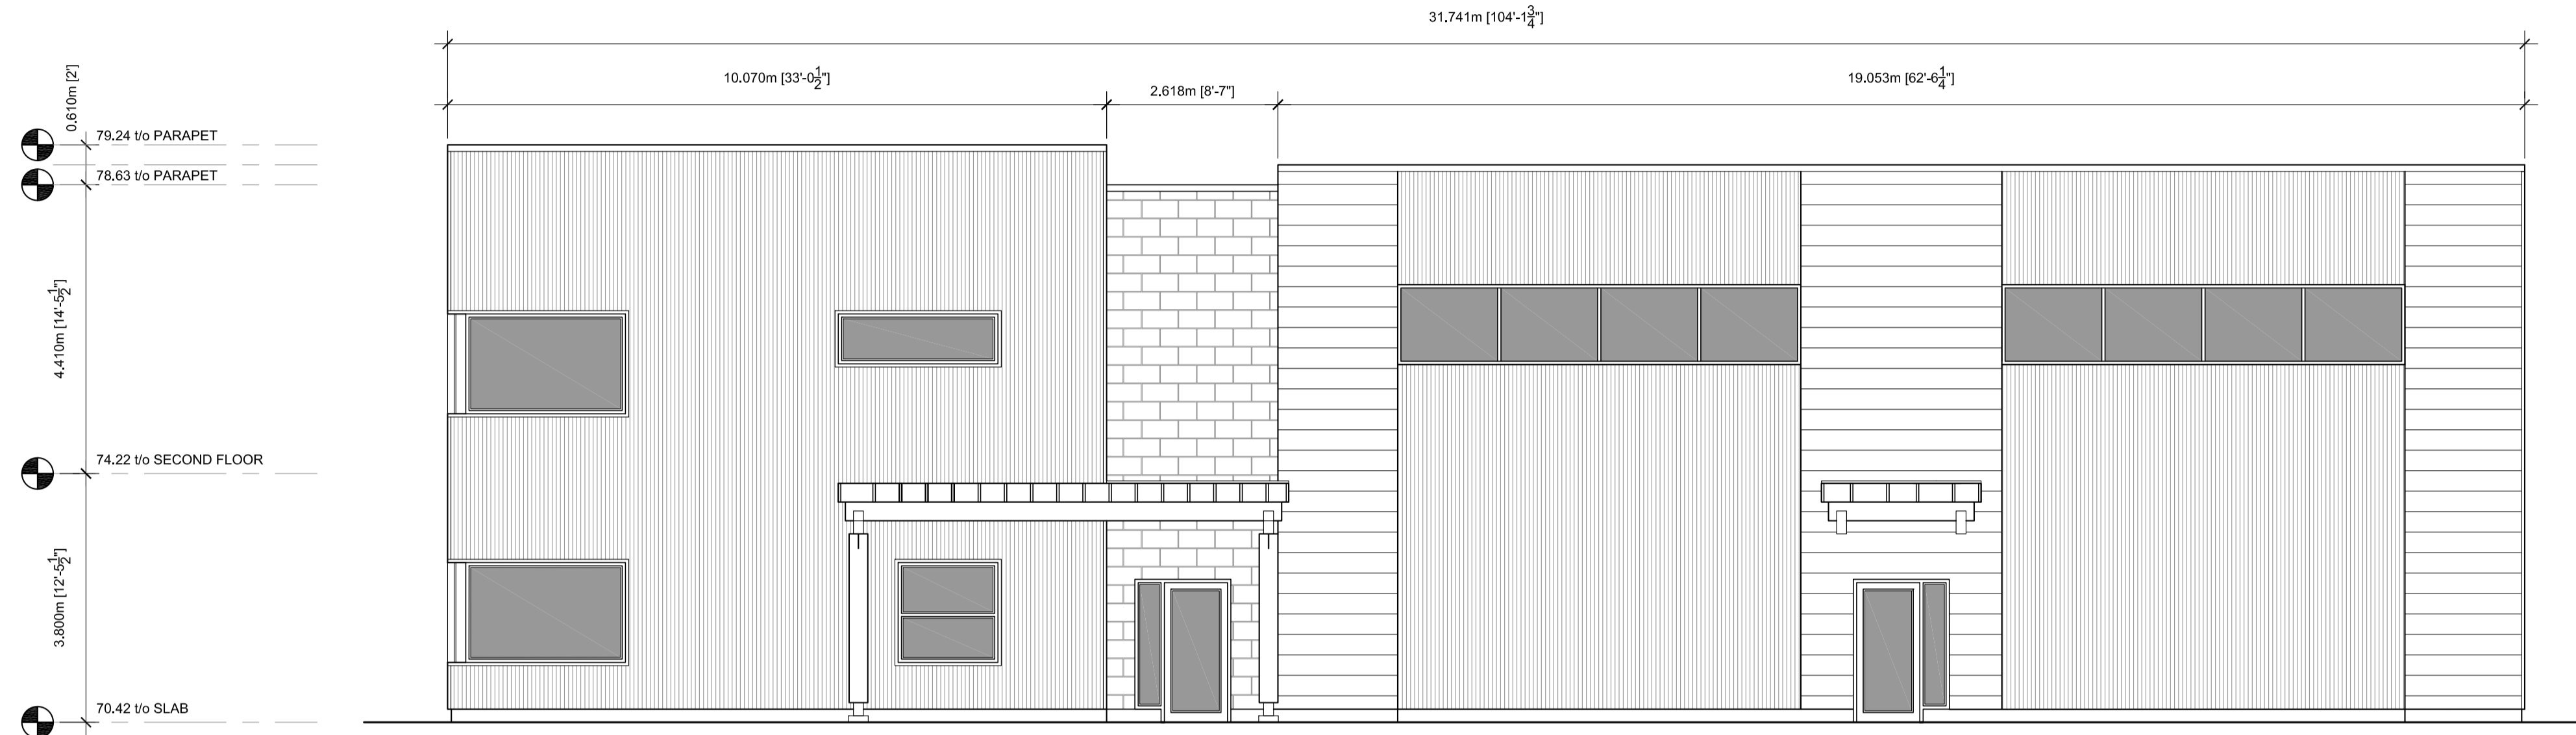 31.741m [104'-1 3/4"]
10.070m [33'-0 1/2"]
2.618m [8'-7"]
19.053m [62'-6 1/4"]
0.610m [2']
79.24 t/o PARAPET
78.63 t/o PARAPET
4.410m [14'-5 1/2"]
74.22 t/o SECOND FLOOR
3.800m [12'-5 1/2"]
70.42 t/o SLAB